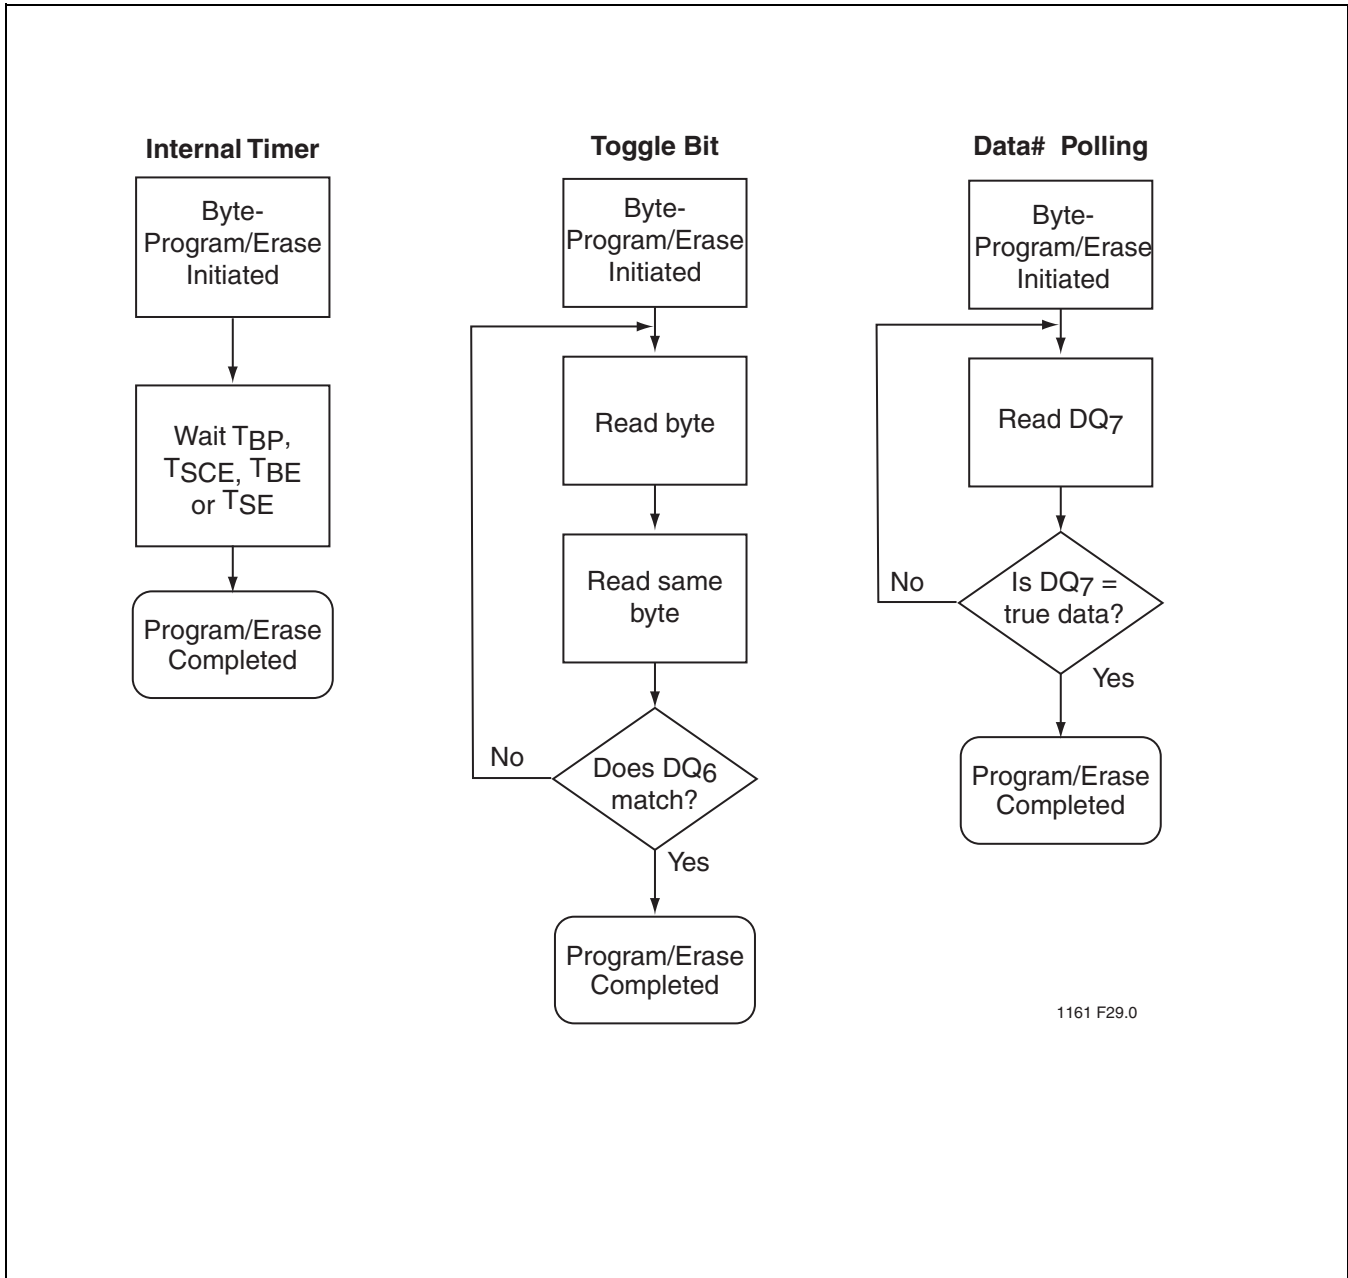 Internal Timer
Byte-
Program/Erase
Initiated
Wait TBP,
TSCE, TBE
or TSE
Program/Erase
Completed
Toggle Bit
Byte-
Program/Erase
Initiated
Read byte
Read same
byte
No
Does DQ6
match?
Yes
Program/Erase
Completed
Data# Polling
Byte-
Program/Erase
Initiated
Read DQ7
No
Is DQ7 =
true data?
Yes
Program/Erase
Completed
1161 F29.0